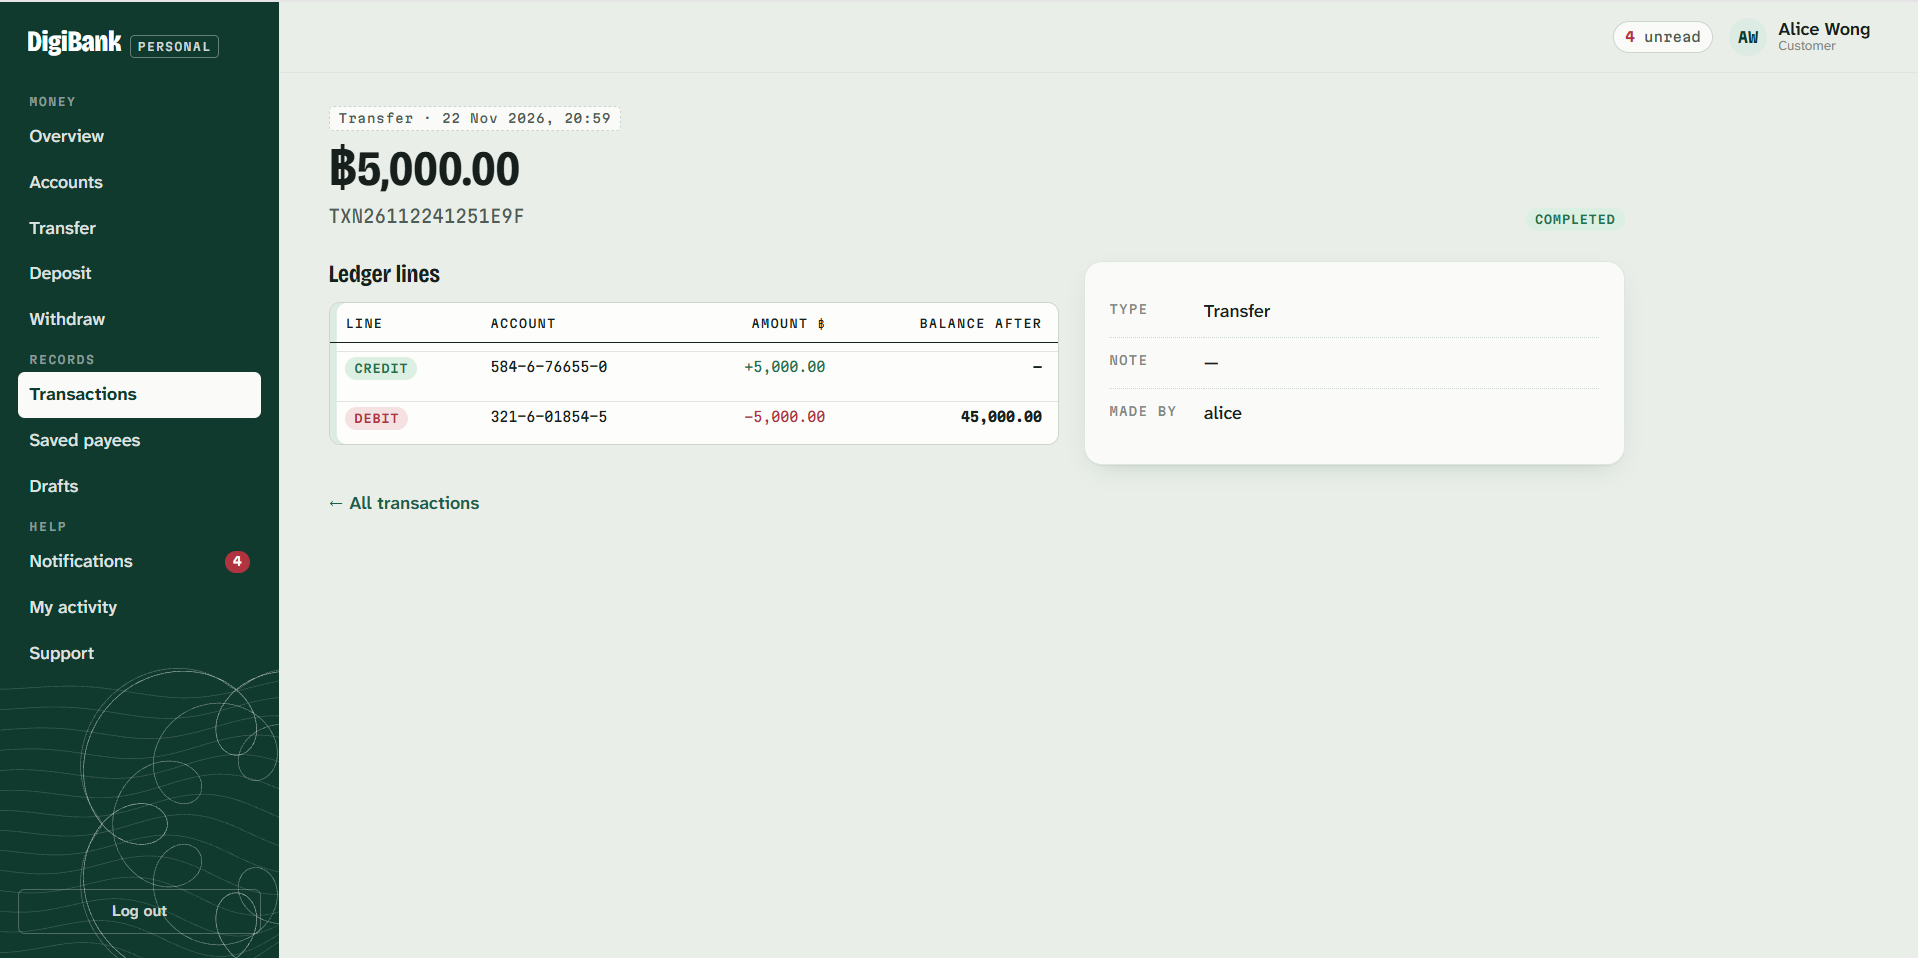 DigiBank PERSONAL
MONEY
Overview
Accounts
Transfer
Deposit
Withdraw
RECORDS
Transactions
Saved payees
Drafts
HELP
Notifications 4
My activity
Support
Log out
4 unread
AW
Alice Wong
Customer
Transfer · 22 Nov 2026, 20:59
฿5,000.00
TXN26112241251E9F
COMPLETED
Ledger lines
LINE ACCOUNT AMOUNT ฿ BALANCE AFTER
CREDIT 584-6-76655-0 +5,000.00 —
DEBIT 321-6-01854-5 −5,000.00 45,000.00
TYPE Transfer
NOTE —
MADE BY alice
← All transactions